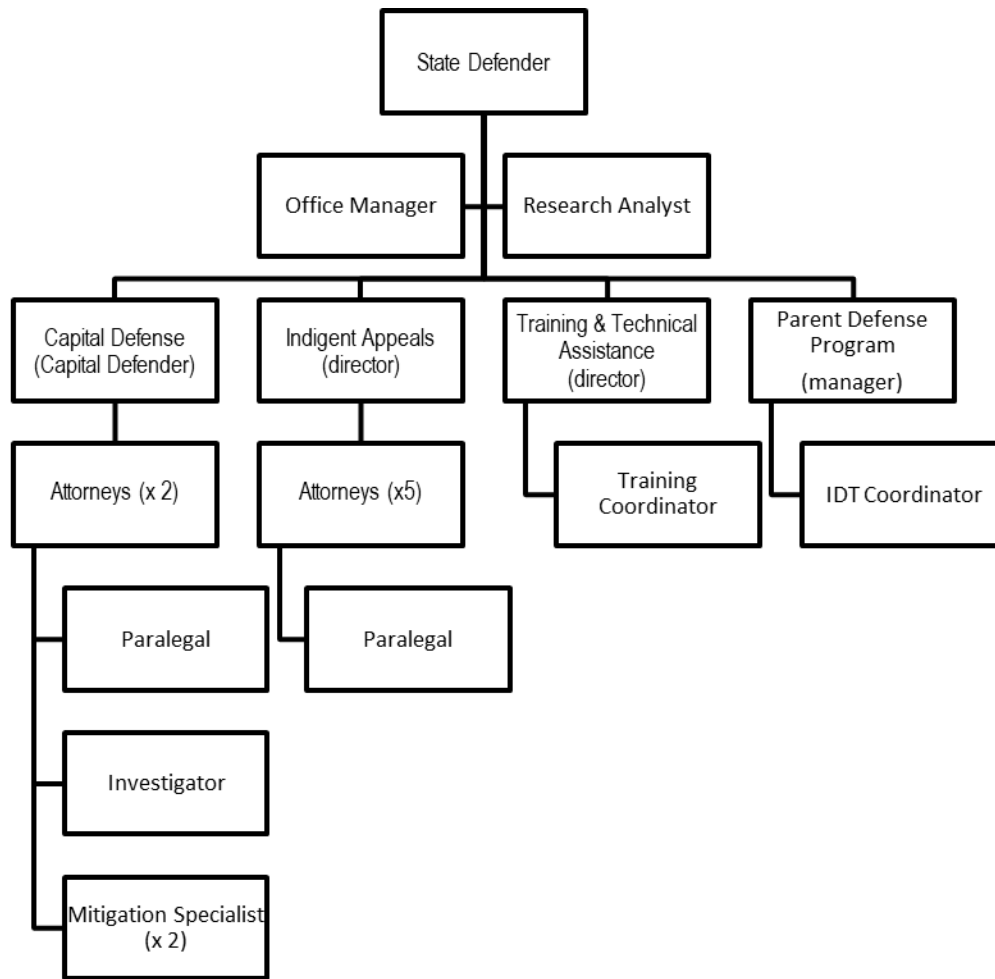 State Defender
Office Manager
Research Analyst
Capital Defense
(Capital Defender)
Indigent Appeals
(director)
Training & Technical
Assistance
(director)
Parent Defense
Program
(manager)
Attorneys (x 2)
Attorneys (x5)
Training
Coordinator
IDT Coordinator
Paralegal
Paralegal
Investigator
Mitigation Specialist
(x 2)